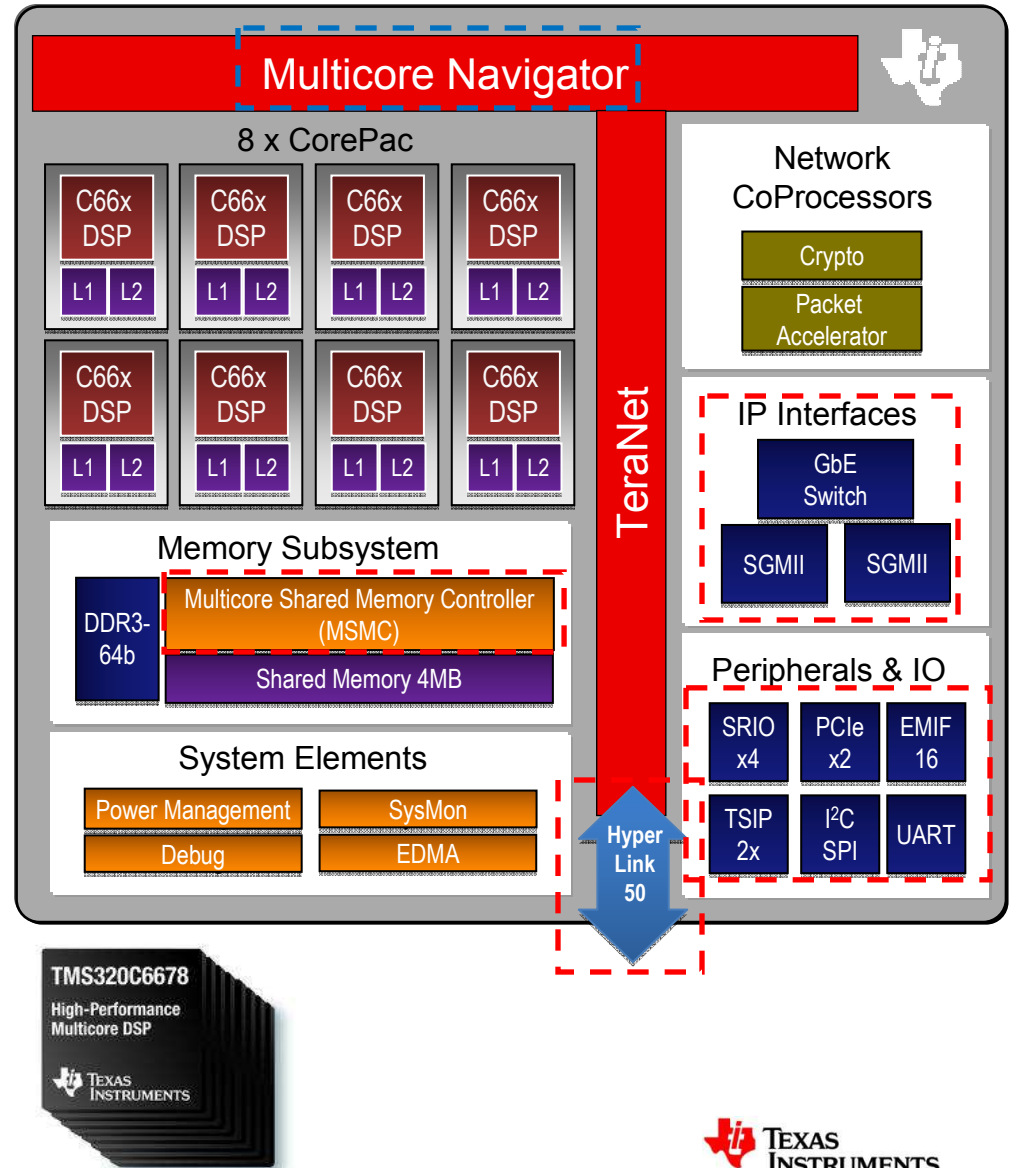 Multicore Navigator
8 x CorePac
C66x
DSP
L1 L2
C66x
DSP
L1 L2
C66x
DSP
L1 L2
C66x
DSP
L1 L2
C66x
DSP
L1 L2
C66x
DSP
L1 L2
C66x
DSP
L1 L2
C66x
DSP
L1 L2
Memory Subsystem
DDR3-
64b
Multicore Shared Memory Controller
(MSMC)
Shared Memory 4MB
System Elements
Power Management
SysMon
Debug
EDMA
TeraNet
Hyper
Link
50
Network
CoProcessors
Crypto
Packet
Accelerator
IP Interfaces
GbE
Switch
SGMII
SGMII
Peripherals & IO
SRIO
x4
PCIe
x2
EMIF
16
TSIP
2x
I²C
SPI
UART
TMS320C6678
High-Performance
Multicore DSP
TEXAS
INSTRUMENTS
TEXAS
INSTRUMENTS